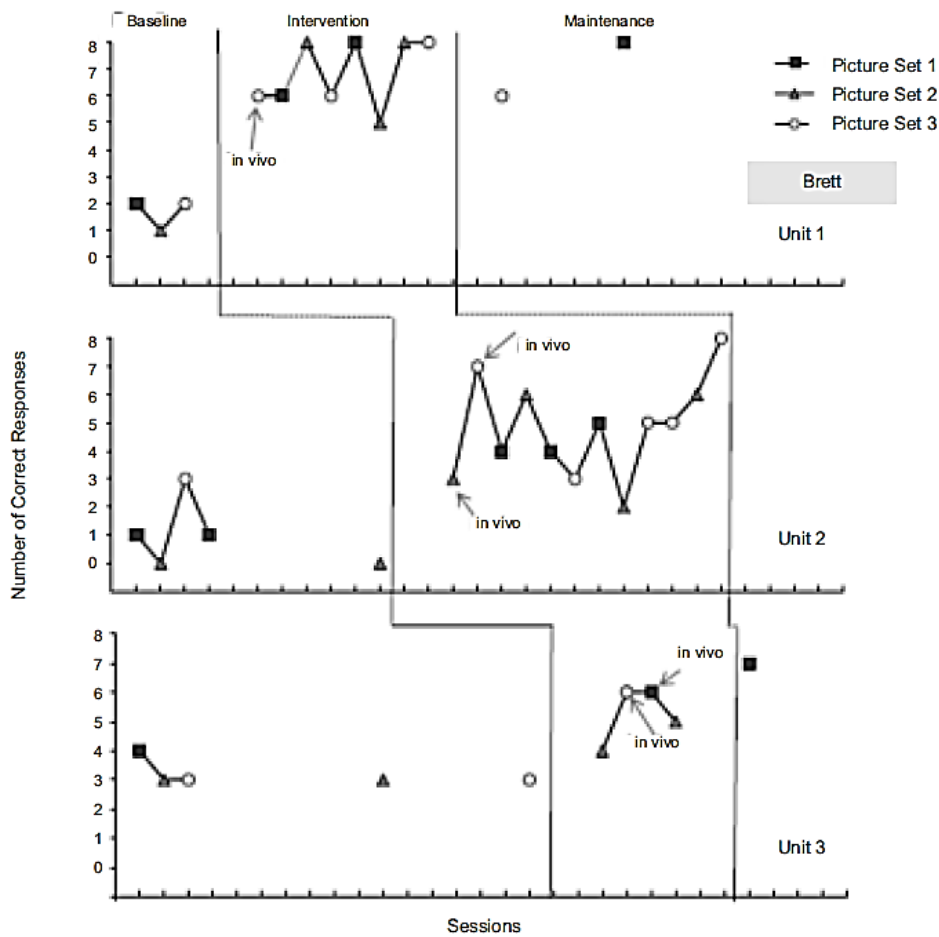 Baseline Intervention Maintenance
8
7
6
5
4
3
2
1
0
in vivo
Picture Set 1
Picture Set 2
Picture Set 3
Brett
Unit 1
Number of Correct Responses
8
7
6
5
4
3
2
1
0
in vivo
in vivo
Unit 2
8
7
6
5
4
3
2
1
0
in vivo
in vivo
Unit 3
Sessions